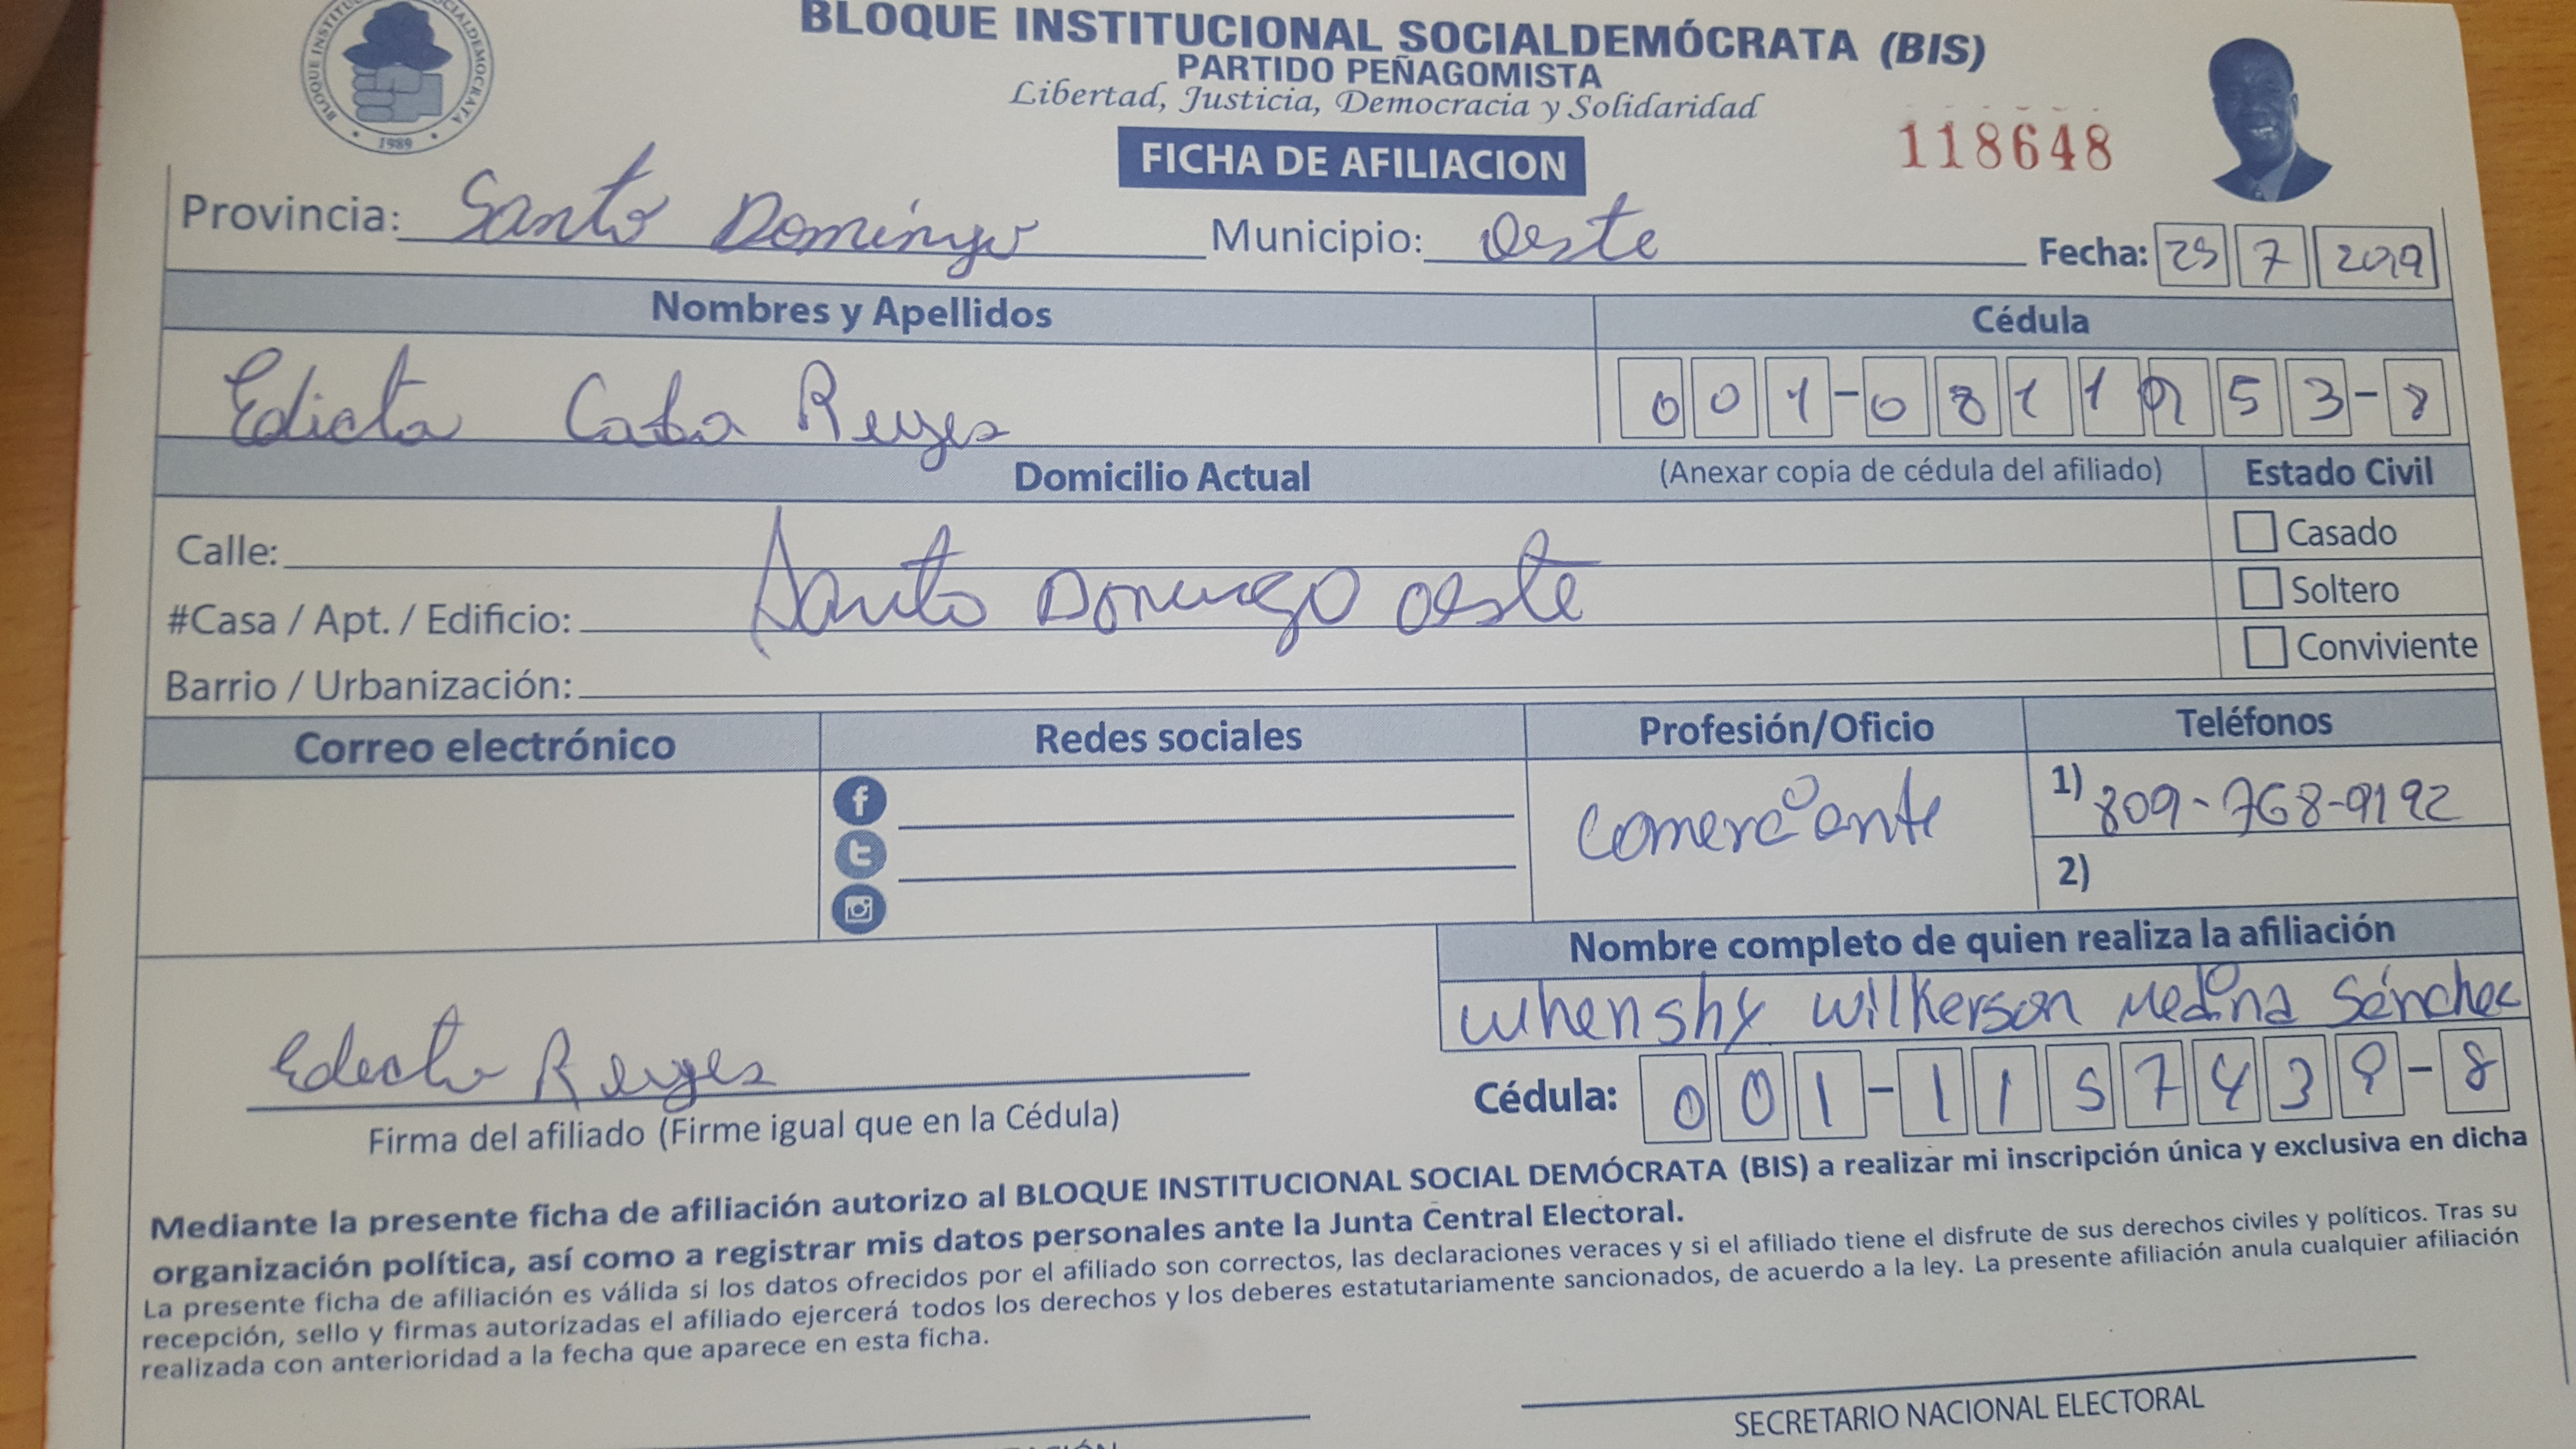 BLOQUE INSTITUCIONAL SOCIALDEMÓCRATA (BIS)
PARTIDO PEÑAGOMISTA
Libertad, Justicia, Democracia y Solidaridad
BLOQUE INSTITUCIONAL SOCIALDEMOCRATA
1989
FICHA DE AFILIACION
118648
Provincia: Santo Domingo Municipio: Oeste Fecha: 25 7 2019
Nombres y Apellidos Cédula
Edicta Caba Reyes 001-0811 53-8
Domicilio Actual (Anexar copia de cédula del afiliado) Estado Civil
Calle: Casado
Santo Domingo oeste
#Casa / Apt. / Edificio: Soltero
Conviviente
Barrio / Urbanización:
Correo electrónico Redes sociales Profesión/Oficio Teléfonos
comerciante 1) 809-768-9192
2)
Nombre completo de quien realiza la afiliación
Whenshy Wilkerson Medina Sánchec
Edicta Reyes Cédula: 001-1157439-8
Firma del afiliado (Firme igual que en la Cédula)
Mediante la presente ficha de afiliación autorizo al BLOQUE INSTITUCIONAL SOCIAL DEMÓCRATA (BIS) a realizar mi inscripción única y exclusiva en dicha
organización política, así como a registrar mis datos personales ante la Junta Central Electoral.
La presente ficha de afiliación es válida si los datos ofrecidos por el afiliado son correctos, las declaraciones veraces y si el afiliado tiene el disfrute de sus derechos civiles y políticos. Tras su
recepción, sello y firmas autorizadas el afiliado ejercerá todos los derechos y los deberes estatutariamente sancionados, de acuerdo a la ley. La presente afiliación anula cualquier afiliación
realizada con anterioridad a la fecha que aparece en esta ficha.
SECRETARIO NACIONAL ELECTORAL